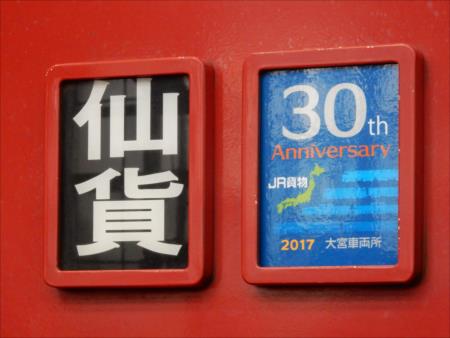 仙
貨
30th
Anniversary
JR貨物
2017 大宮車両所